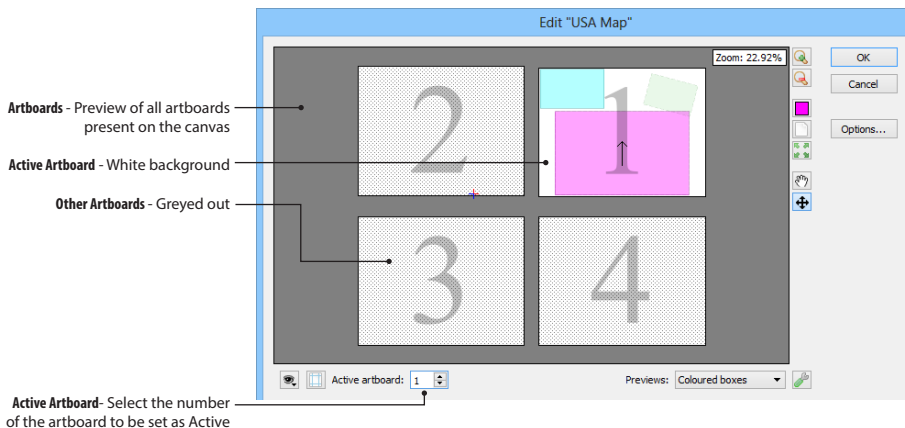 Edit "USA Map"
Zoom: 22.92%
OK
Cancel
Options...
Artboards - Preview of all artboards
present on the canvas
Active Artboard - White background
Other Artboards - Greyed out
2
1
3
4
Active artboard: 1
Previews: Coloured boxes
Active Artboard- Select the number
of the artboard to be set as Active